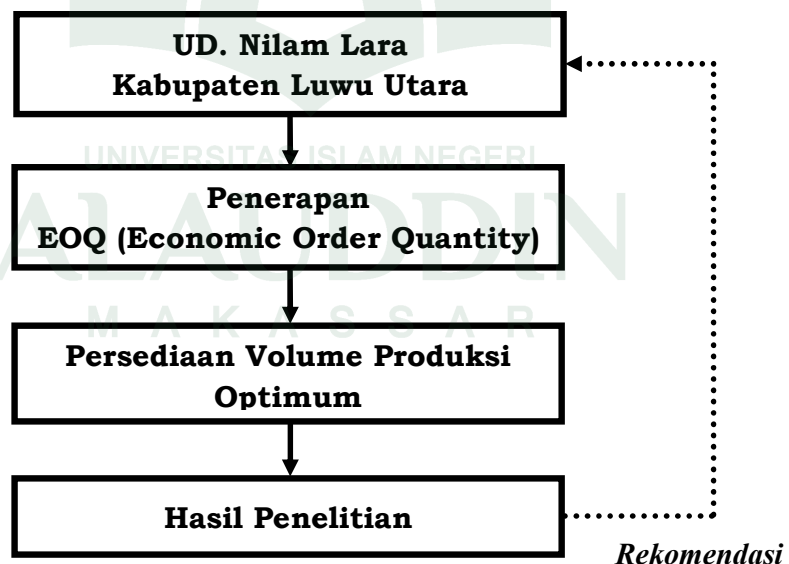 UD. Nilam Lara
Kabupaten Luwu Utara
UNIVERSITAS ISLAM NEGERI
Penerapan
EOQ (Economic Order Quantity)
ALAUDDIN
MAKASSAR
Persediaan Volume Produksi
Optimum
Hasil Penelitian
Rekomendasi